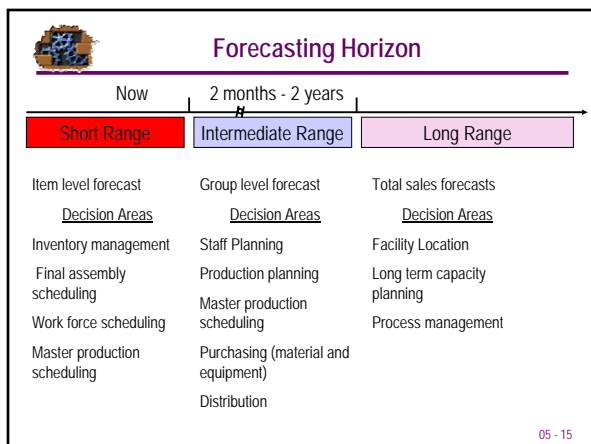 Forecasting Horizon
Now
2 months - 2 years
Short Range
Intermediate Range
Long Range
Item level forecast
Decision Areas
Inventory management
Final assembly
scheduling
Work force scheduling
Master production
scheduling
Group level forecast
Decision Areas
Staff Planning
Production planning
Master production
scheduling
Purchasing (material and
equipment)
Distribution
Total sales forecasts
Decision Areas
Facility Location
Long term capacity
planning
Process management
05 - 15